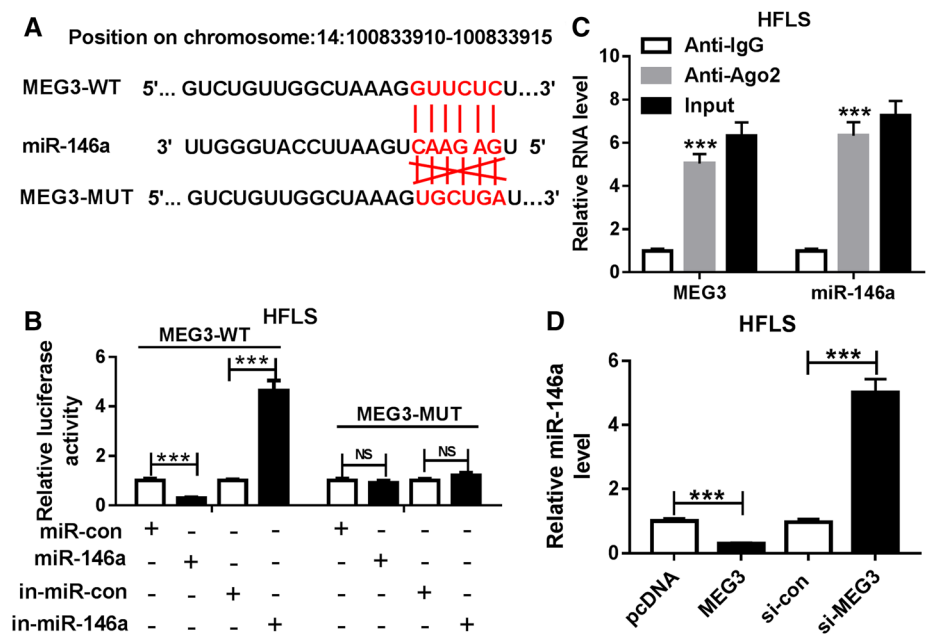 A
Position on chromosome:14:100833910-100833915
MEG3-WT 5'... GUCUGUUGGCUAAAGGUUCUCU...3'
miR-146a 3' UUGGGUACCUUAAGUCAAGAGU 5'
MEG3-MUT 5'... GUCUGUUGGCUAAAGUGCUGAU...3'
B
HFLS
MEG3-WT
MEG3-MUT
Relative luciferase
activity
6
4
2
0
***
***
NS
NS
miR-con + - - - + - - -
miR-146a - + - - - + - -
in-miR-con - - + - - - + -
in-miR-146a - - - + - - - +
C
HFLS
Anti-IgG
Anti-Ago2
Input
Relative RNA level
10
8
6
4
2
0
***
***
MEG3 miR-146a
D
HFLS
Relative miR-146a
level
6
4
2
0
***
***
pcDNA MEG3 si-con si-MEG3